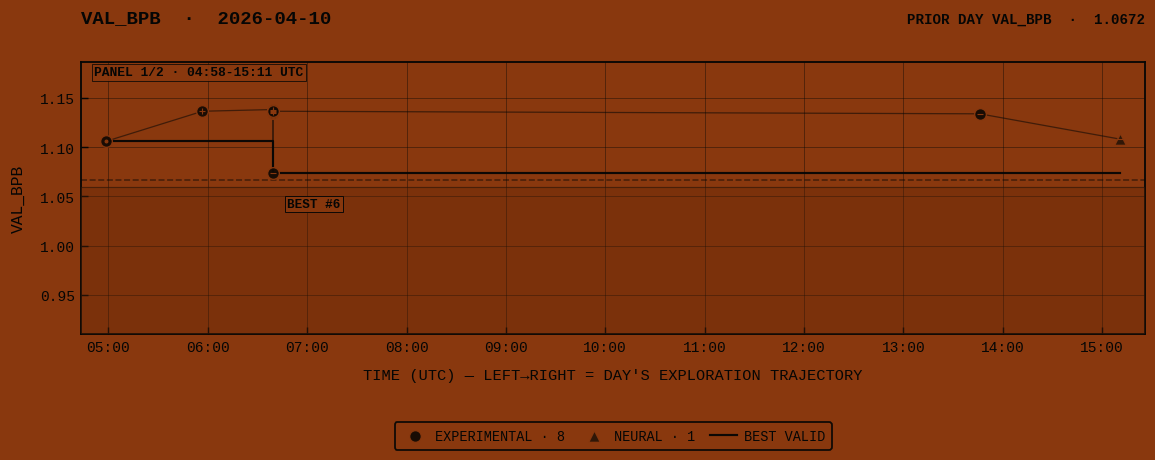 VAL_BPB · 2026-04-10
PRIOR DAY VAL_BPB · 1.0672
PANEL 1/2 · 04:58-15:11 UTC
1.15
1.10
1.05
1.00
0.95
VAL_BPB
BEST #6
05:00 06:00 07:00 08:00 09:00 10:00 11:00 12:00 13:00 14:00 15:00
TIME (UTC) — LEFT→RIGHT = DAY'S EXPLORATION TRAJECTORY
EXPERIMENTAL · 8 NEURAL · 1 BEST VALID